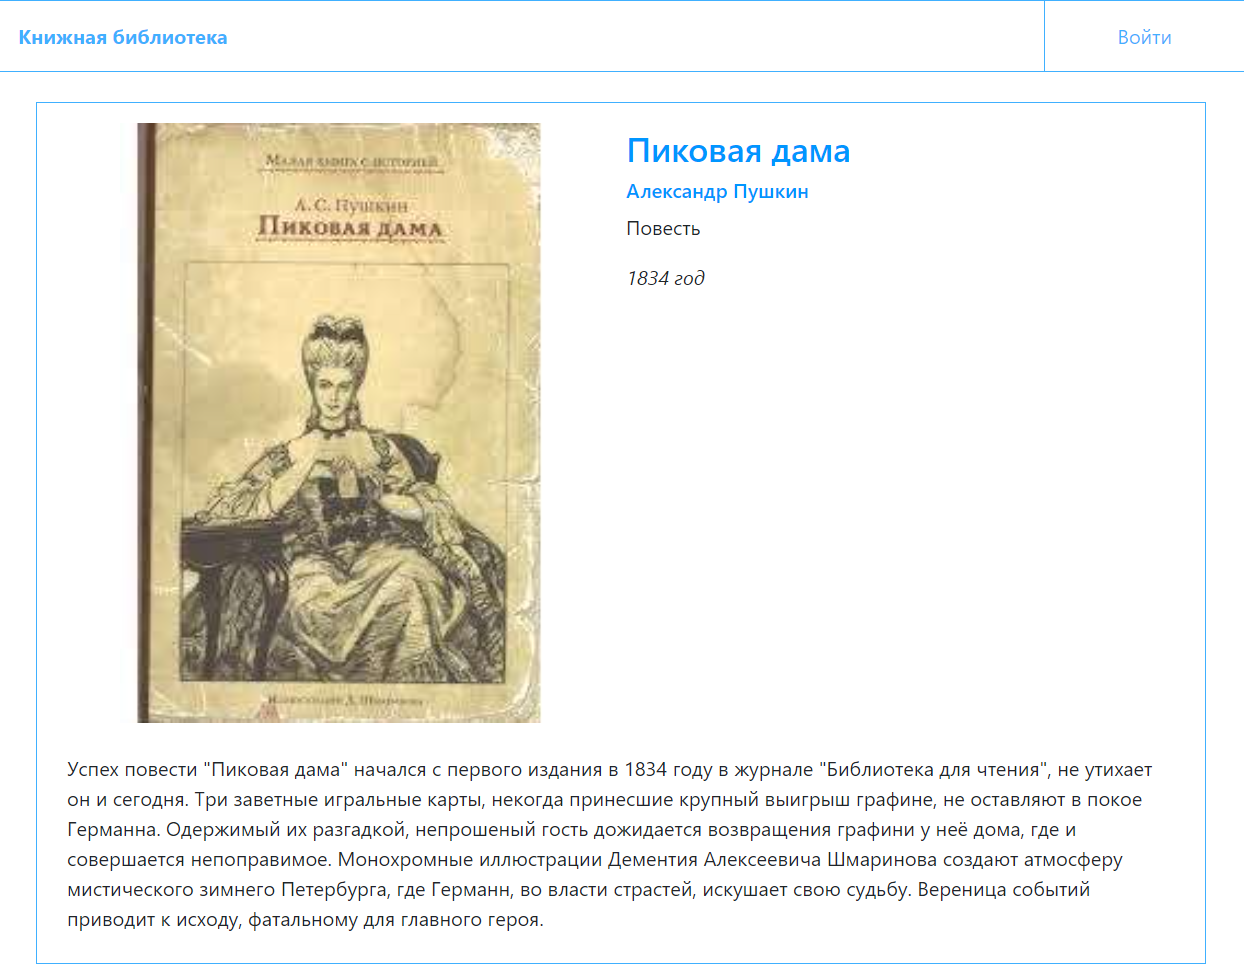 Книжная библиотека
Войти
Малая книга с историей
А. С. Пушкин
Пиковая дама
Иллюстрации Д. Шмаринова
Пиковая дама
Александр Пушкин
Повесть
1834 год
Успех повести "Пиковая дама" начался с первого издания в 1834 году в журнале "Библиотека для чтения", не утихает
он и сегодня. Три заветные игральные карты, некогда принесшие крупный выигрыш графине, не оставляют в покое
Германна. Одержимый их разгадкой, непрошеный гость дожидается возвращения графини у неё дома, где и
совершается непоправимое. Монохромные иллюстрации Дементия Алексеевича Шмаринова создают атмосферу
мистического зимнего Петербурга, где Германн, во власти страстей, искушает свою судьбу. Вереница событий
приводит к исходу, фатальному для главного героя.